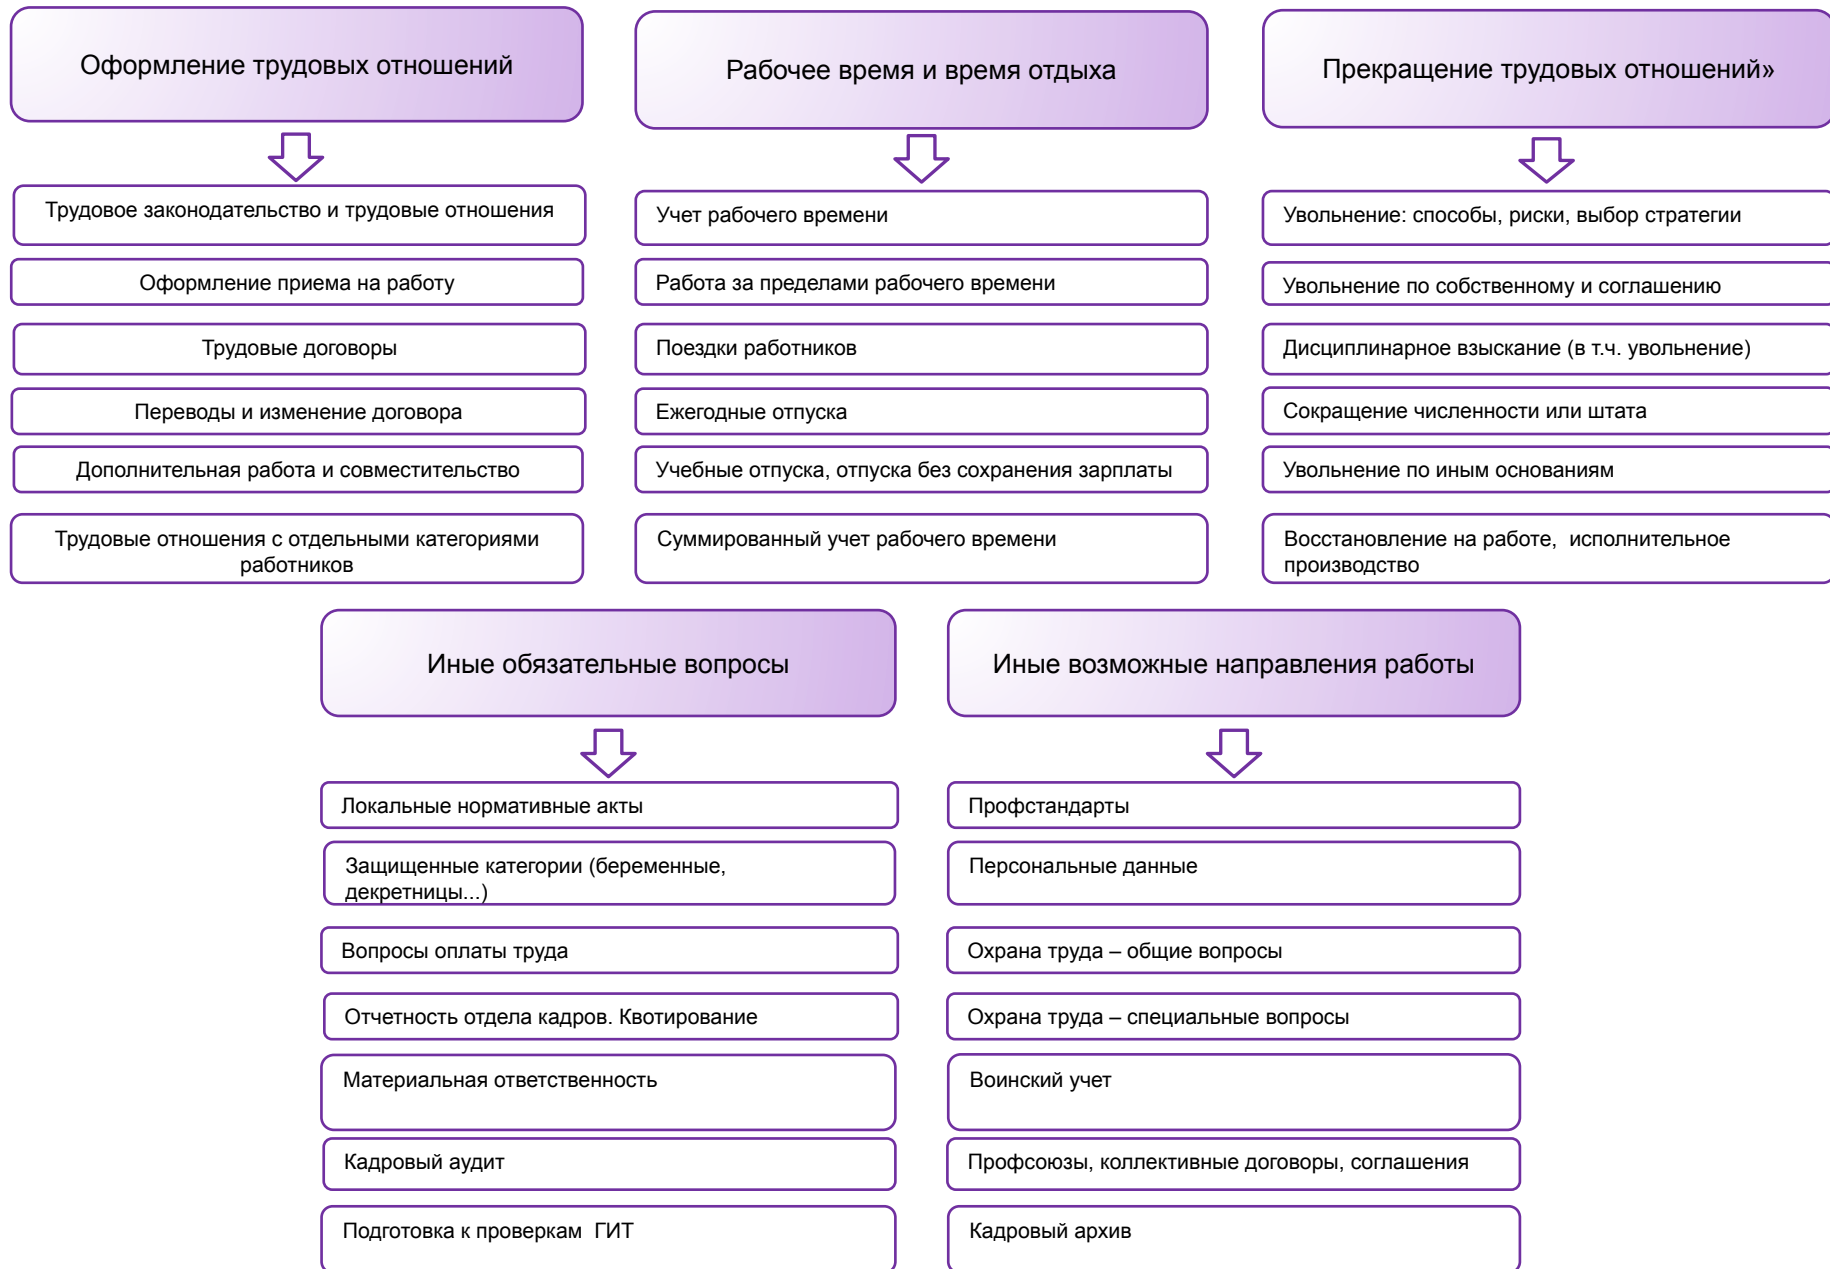 Оформление трудовых отношений
Трудовое законодательство и трудовые отношения
Оформление приема на работу
Трудовые договоры
Переводы и изменение договора
Дополнительная работа и совместительство
Трудовые отношения с отдельными категориями
работников
Рабочее время и время отдыха
Учет рабочего времени
Работа за пределами рабочего времени
Поездки работников
Ежегодные отпуска
Учебные отпуска, отпуска без сохранения зарплаты
Суммированный учет рабочего времени
Прекращение трудовых отношений»
Увольнение: способы, риски, выбор стратегии
Увольнение по собственному и соглашению
Дисциплинарное взыскание (в т.ч. увольнение)
Сокращение численности или штата
Увольнение по иным основаниям
Восстановление на работе, исполнительное
производство
Иные обязательные вопросы
Локальные нормативные акты
Защищенные категории (беременные,
декретницы...)
Вопросы оплаты труда
Отчетность отдела кадров. Квотирование
Материальная ответственность
Кадровый аудит
Подготовка к проверкам ГИТ
Иные возможные направления работы
Профстандарты
Персональные данные
Охрана труда – общие вопросы
Охрана труда – специальные вопросы
Воинский учет
Профсоюзы, коллективные договоры, соглашения
Кадровый архив